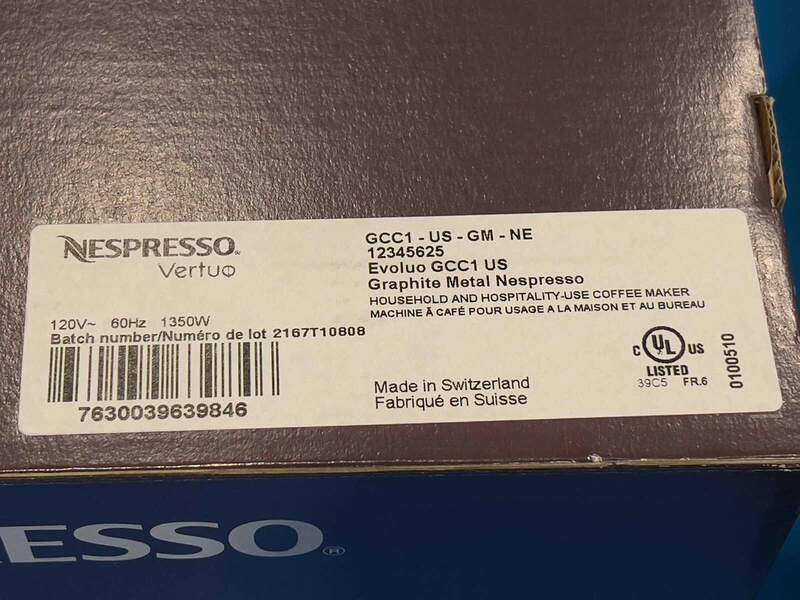 NESPRESSO.
Vertuo
GCC1 - US - GM - NE
12345625
Evoluo GCC1 US
Graphite Metal Nespresso
HOUSEHOLD AND HOSPITALITY-USE COFFEE MAKER
MACHINE À CAFÉ POUR USAGE A LA MAISON ET AU BUREAU
120V~ 60Hz 1350W
Batch number/Numéro de lot 2167T10808
7630039639846
Made in Switzerland
Fabriqué en Suisse
C UL US
LISTED
39C5 FR.6
0100510
ESSO®